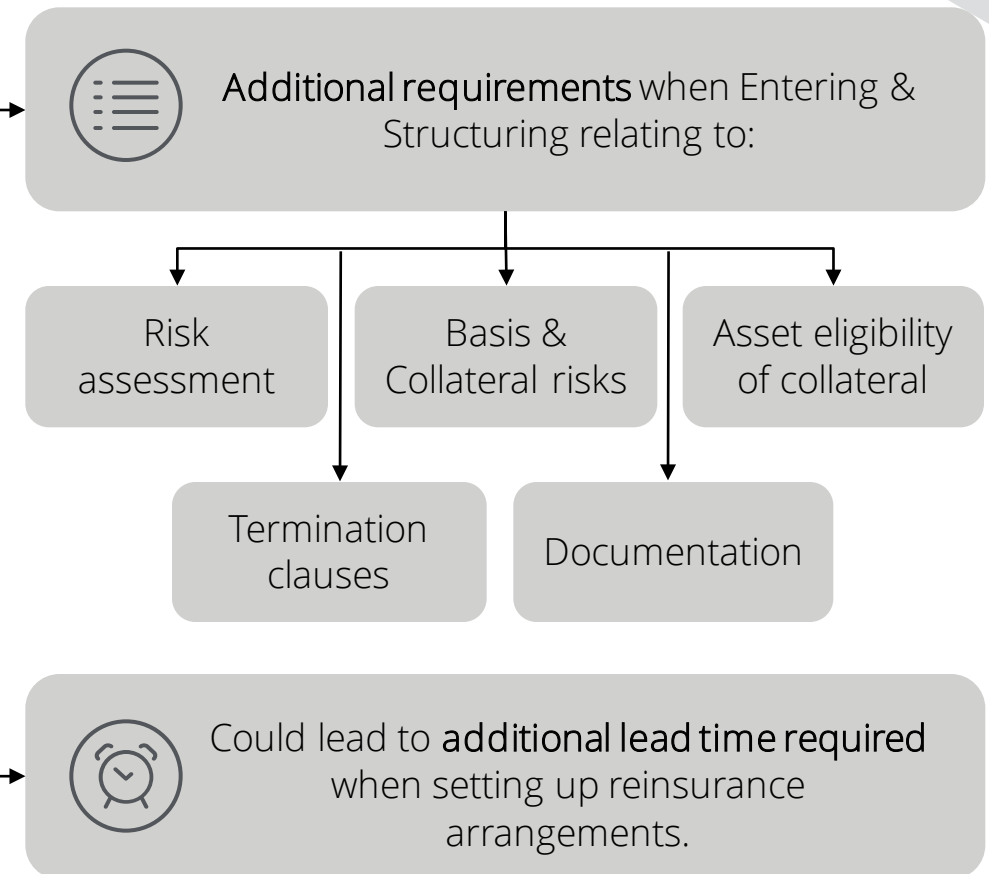 Additional requirements when Entering &
Structuring relating to:
Risk
assessment
Basis &
Collateral risks
Asset eligibility
of collateral
Termination
clauses
Documentation
Could lead to additional lead time required
when setting up reinsurance
arrangements.